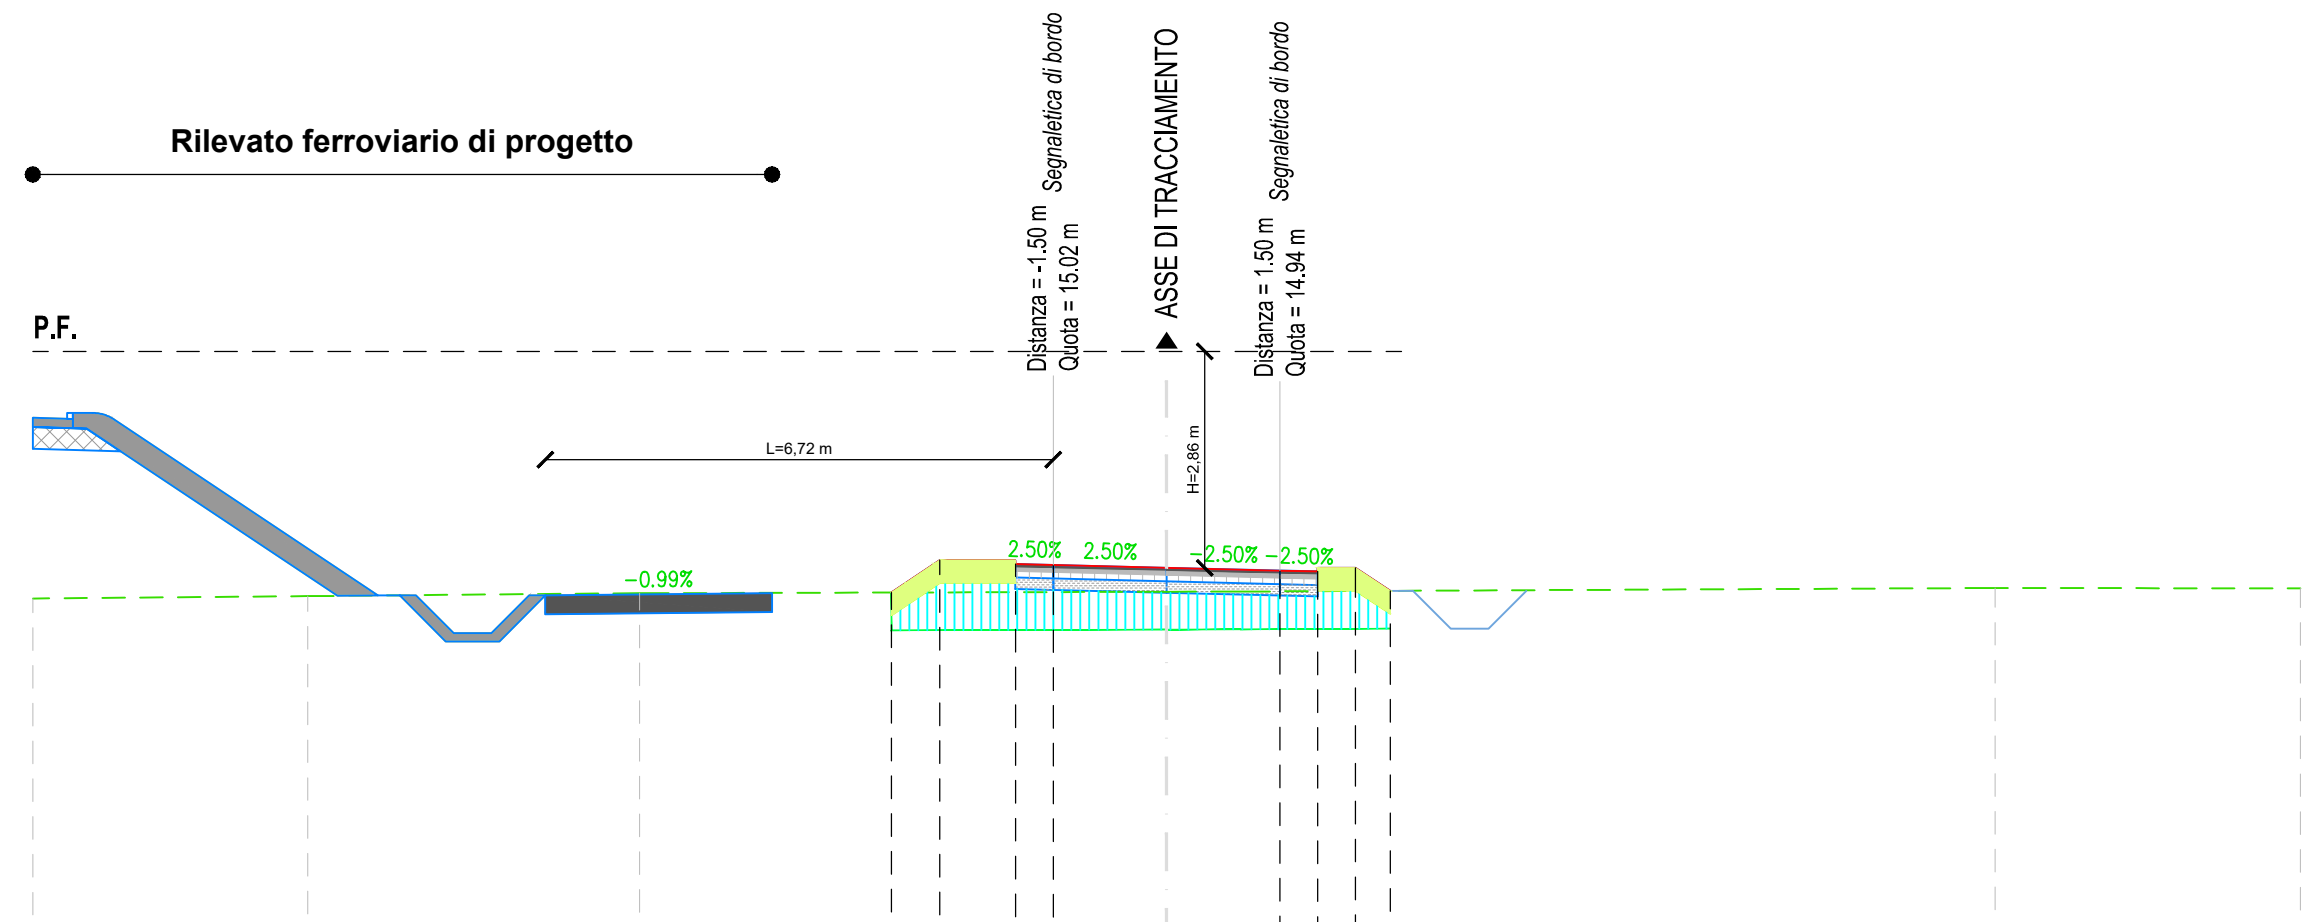 Rilevato ferroviario di progetto
P.F.
Distanza = -1.50 m
Quota = 15.02 m
Segnaletica di bordo
ASSE DI TRACCIAMENTO
Distanza = 1.50 m
Quota = 14.94 m
Segnaletica di bordo
L=6,72 m
H=2,86 m
2.50%
2.50%
-2.50%
-2.50%
-0.99%